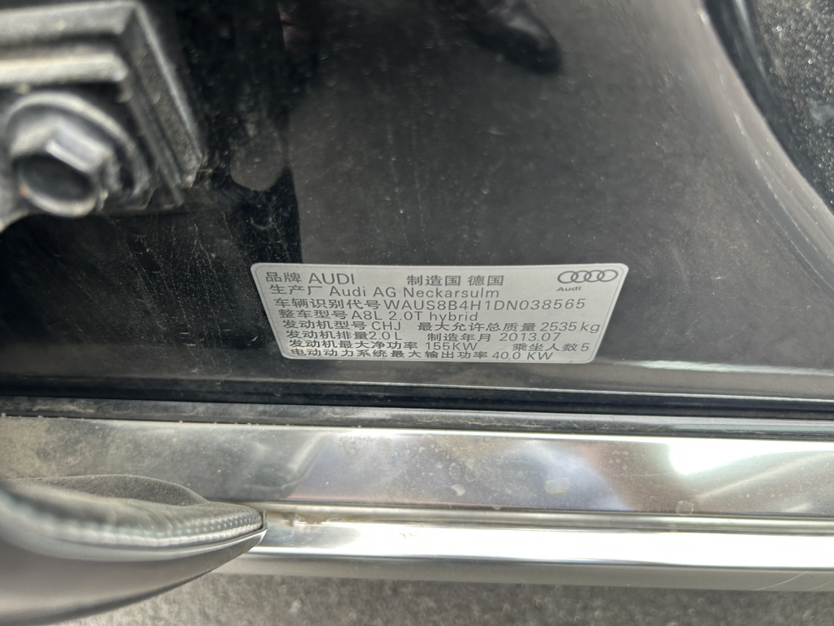 品牌 AUDI 制造国 德国
生产厂 Audi AG Neckarsulm
Audi
车辆识别代号 WAUS8B4H1DN038565
整车型号 A8L 2.0T hybrid
发动机型号 CHJ 最大允许总质量 2535 kg
发动机排量 2.0 L 制造年月 2013.07
发动机最大净功率 155KW 乘坐人数 5
电动动力系统最大输出功率 40.0 KW